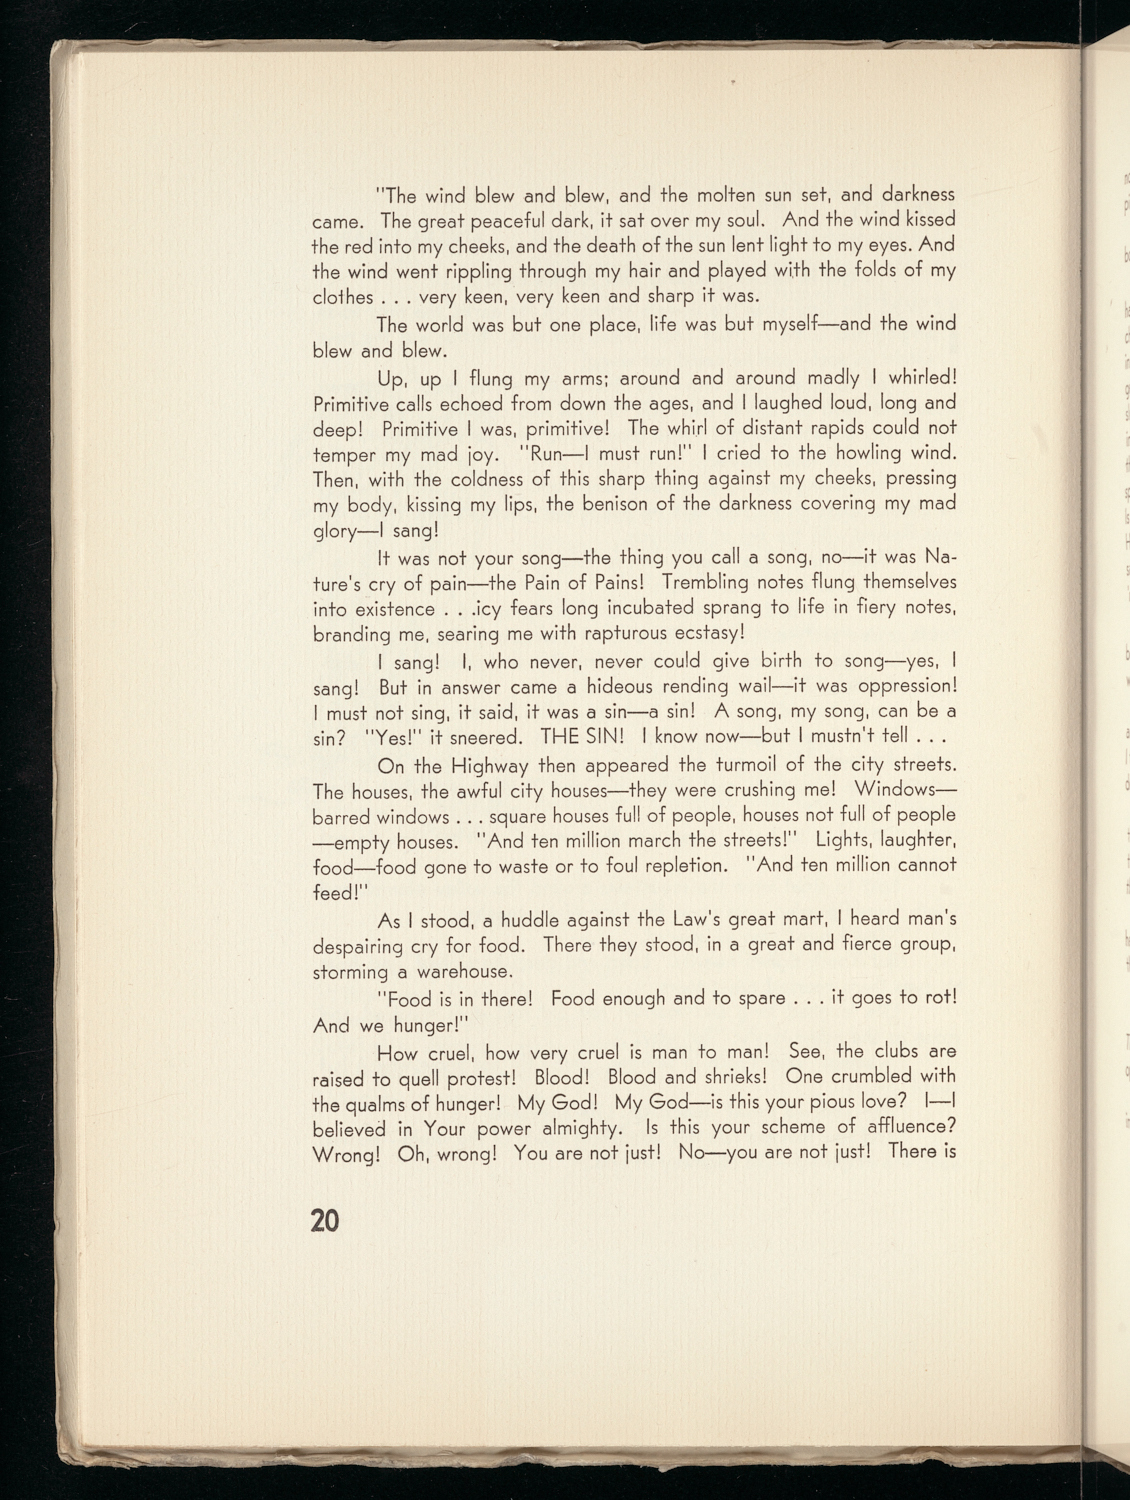 "The wind blew and blew, and the molten sun set, and darkness
came. The great peaceful dark, it sat over my soul. And the wind kissed
the red into my cheeks, and the death of the sun lent light to my eyes. And
the wind went rippling through my hair and played with the folds of my
clothes . . . very keen, very keen and sharp it was.
The world was but one place, life was but myself—and the wind
blew and blew.
Up, up I flung my arms; around and around madly I whirled!
Primitive calls echoed from down the ages, and I laughed loud, long and
deep! Primitive I was, primitive! The whirl of distant rapids could not
temper my mad joy. "Run—I must run!" I cried to the howling wind.
Then, with the coldness of this sharp thing against my cheeks, pressing
my body, kissing my lips, the benison of the darkness covering my mad
glory—I sang!
It was not your song—the thing you call a song, no—it was Na-
ture's cry of pain—the Pain of Pains! Trembling notes flung themselves
into existence . . .icy fears long incubated sprang to life in fiery notes,
branding me, searing me with rapturous ecstasy!
I sang! I, who never, never could give birth to song—yes, I
sang! But in answer came a hideous rending wail—it was oppression!
I must not sing, it said, it was a sin—a sin! A song, my song, can be a
sin? "Yes!" it sneered. THE SIN! I know now—but I mustn't tell . . .
On the Highway then appeared the turmoil of the city streets.
The houses, the awful city houses—they were crushing me! Windows—
barred windows . . . square houses full of people, houses not full of people
—empty houses. "And ten million march the streets!" Lights, laughter,
food—food gone to waste or to foul repletion. "And ten million cannot
feed!"
As I stood, a huddle against the Law's great mart, I heard man's
despairing cry for food. There they stood, in a great and fierce group,
storming a warehouse.
"Food is in there! Food enough and to spare . . . it goes to rot!
And we hunger!"
How cruel, how very cruel is man to man! See, the clubs are
raised to quell protest! Blood! Blood and shrieks! One crumbled with
the qualms of hunger! My God! My God—is this your pious love? I—I
believed in Your power almighty. Is this your scheme of affluence?
Wrong! Oh, wrong! You are not just! No—you are not just! There is
20